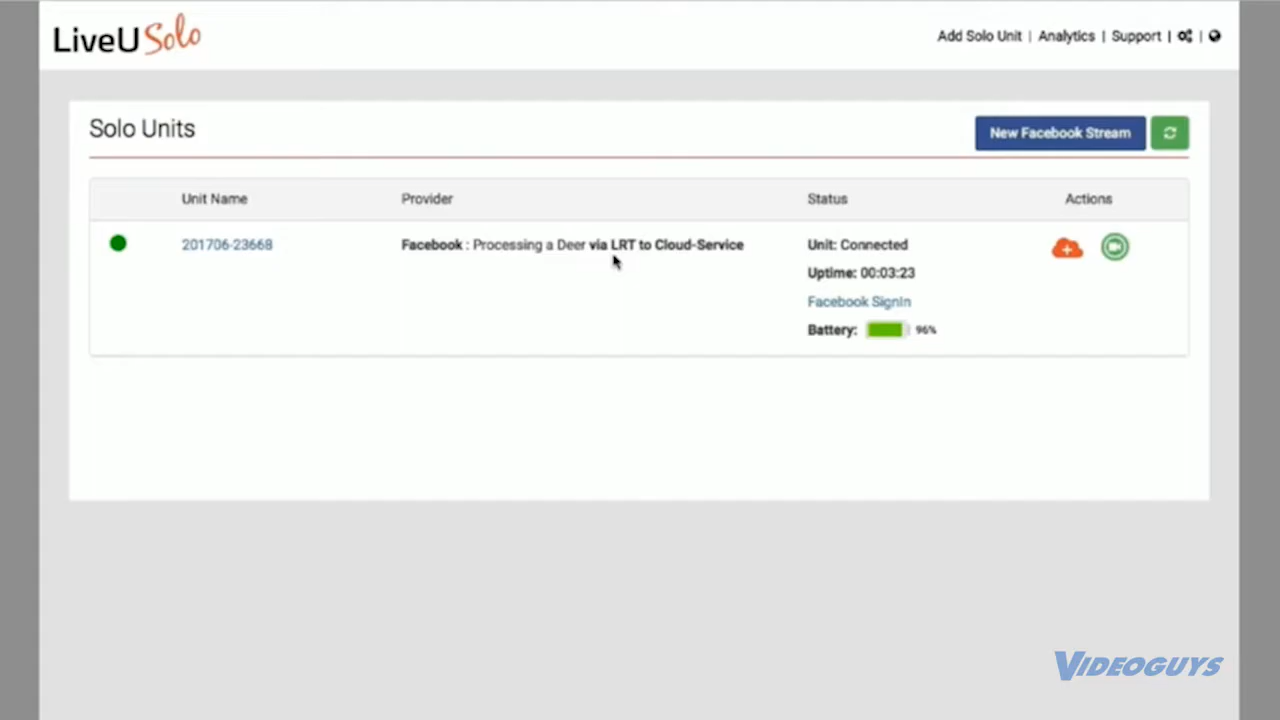 LiveU Solo
Add Solo Unit | Analytics | Support |
Solo Units
New Facebook Stream
Unit Name Provider Status Actions
201706-23668 Facebook : Processing a Deer via LRT to Cloud-Service Unit: Connected
Uptime: 00:03:23
Facebook SignIn
Battery: 96%
VIDEOGUYS